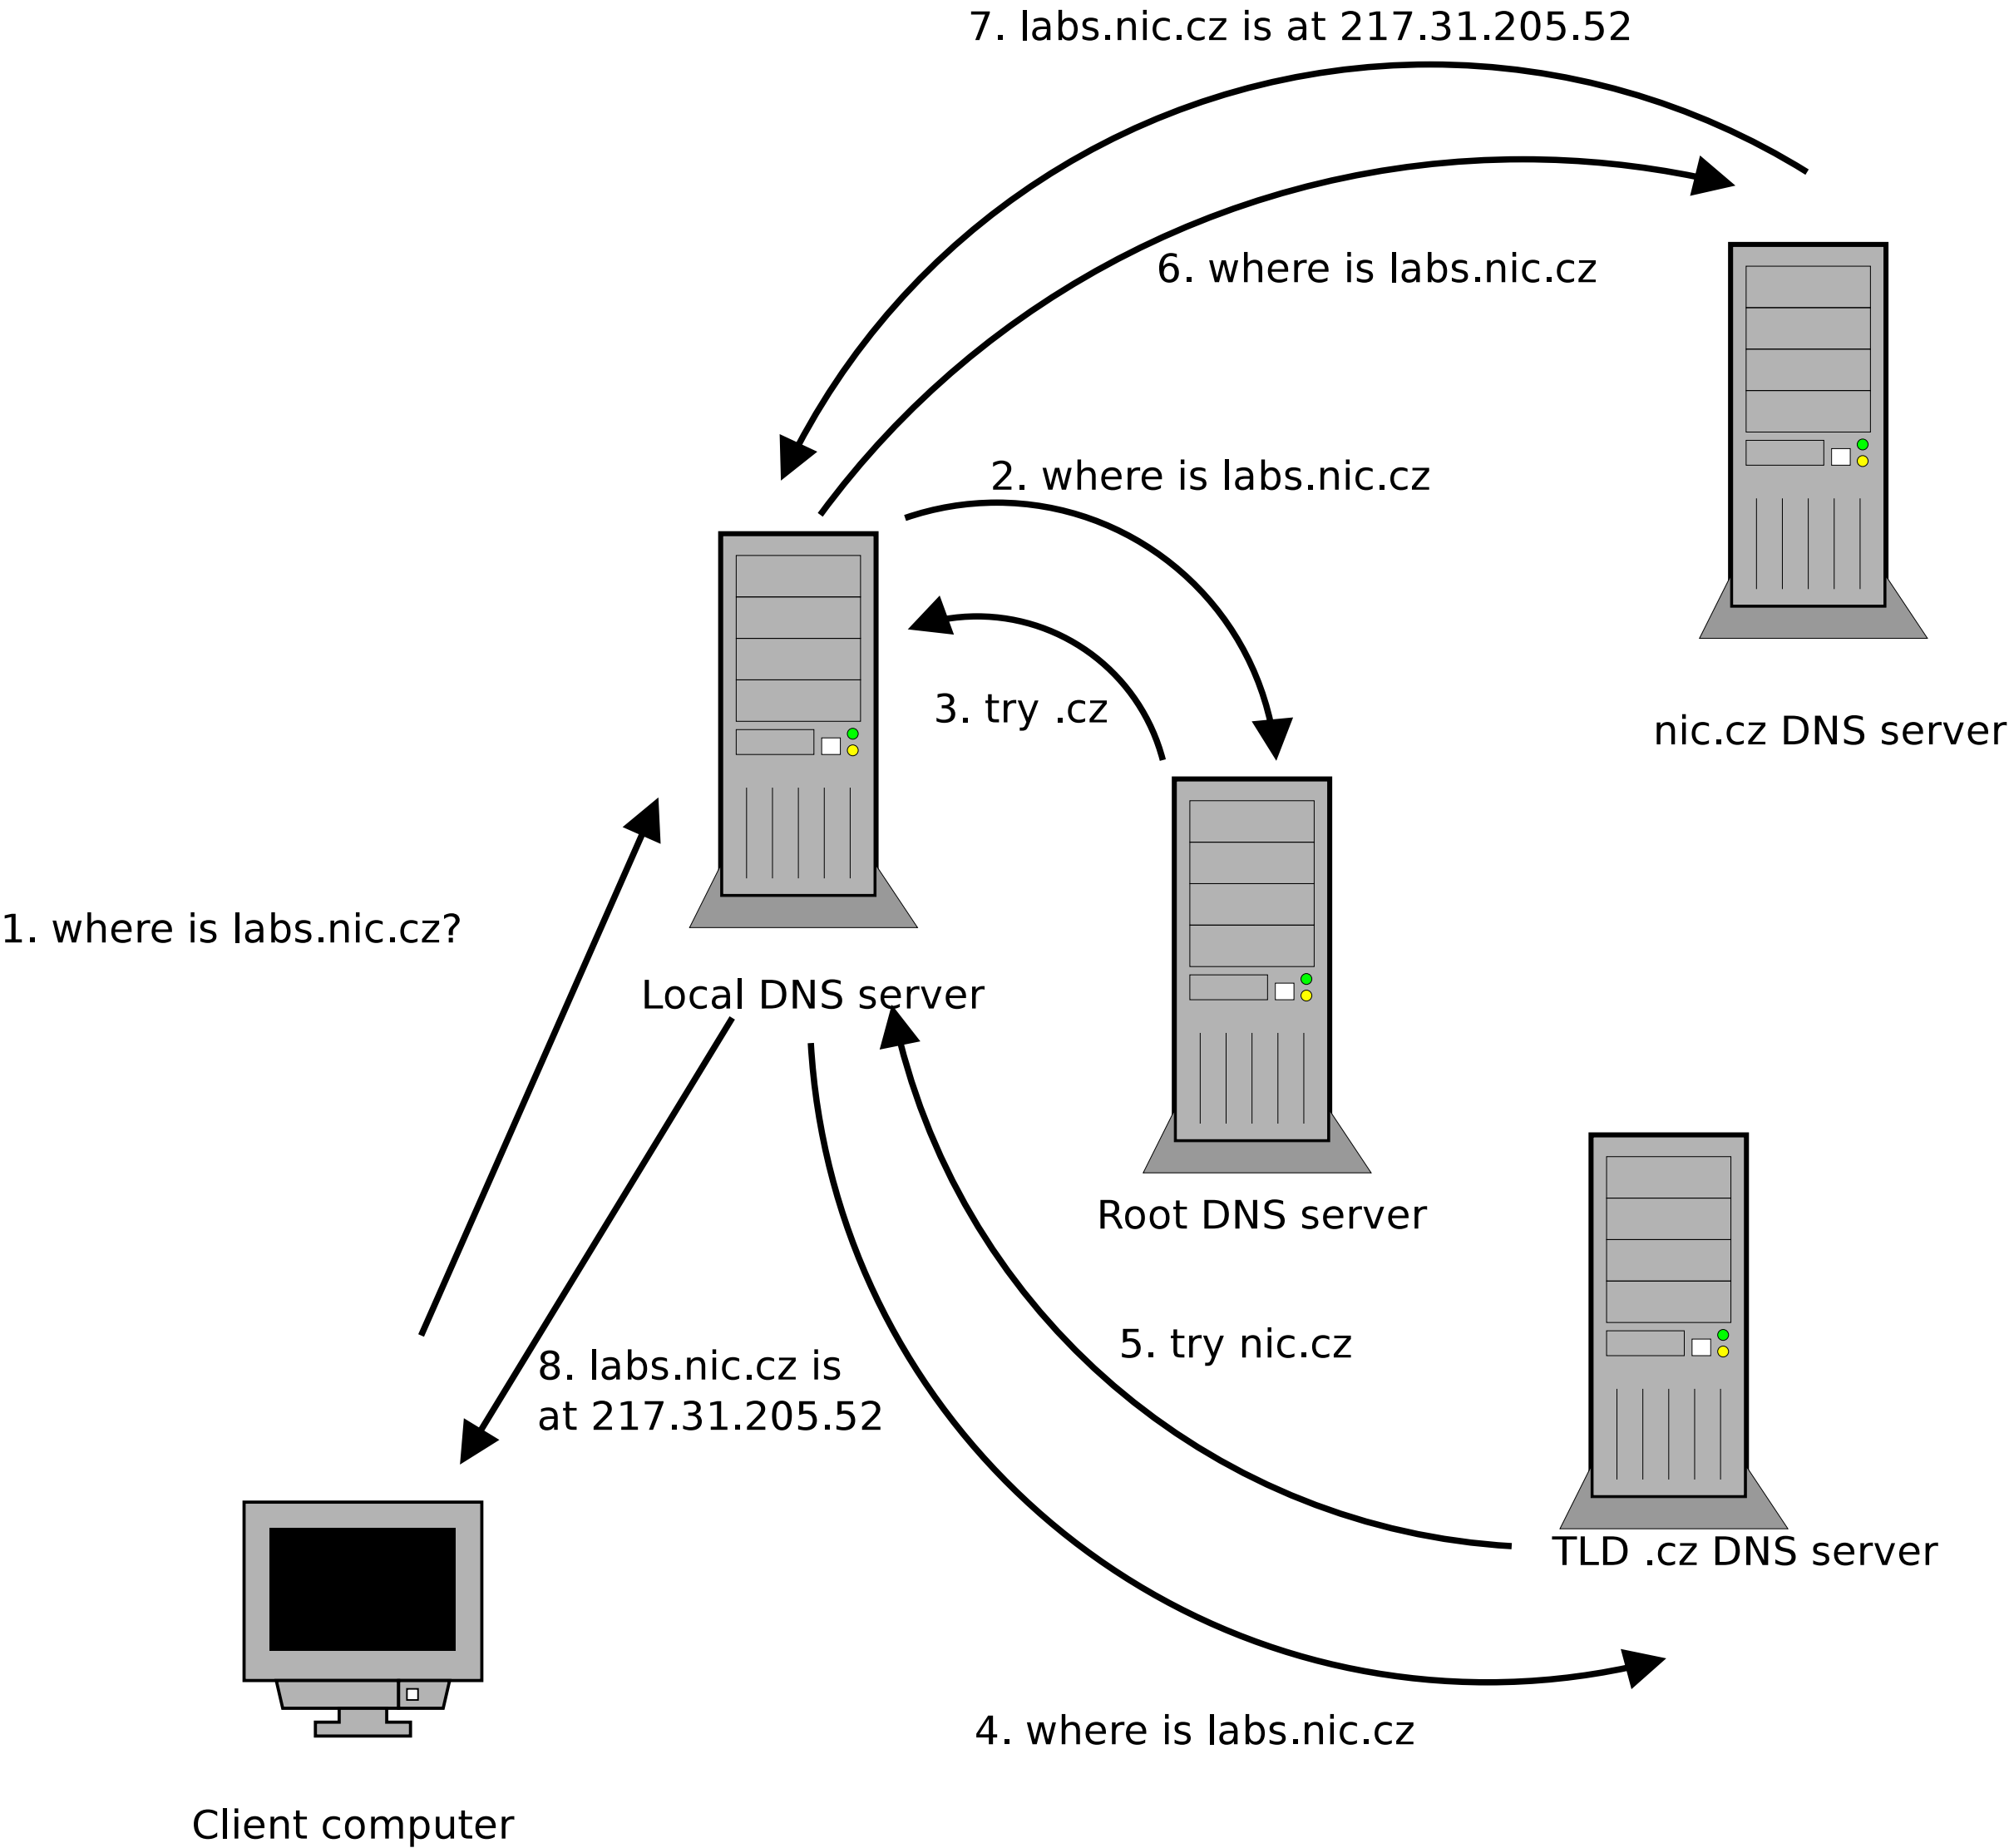 7. labs.nic.cz is at 217.31.205.52
6. where is labs.nic.cz
2. where is labs.nic.cz
3. try .cz
nic.cz DNS server
1. where is labs.nic.cz?
Local DNS server
Root DNS server
5. try nic.cz
8. labs.nic.cz is
at 217.31.205.52
TLD .cz DNS server
4. where is labs.nic.cz
Client computer